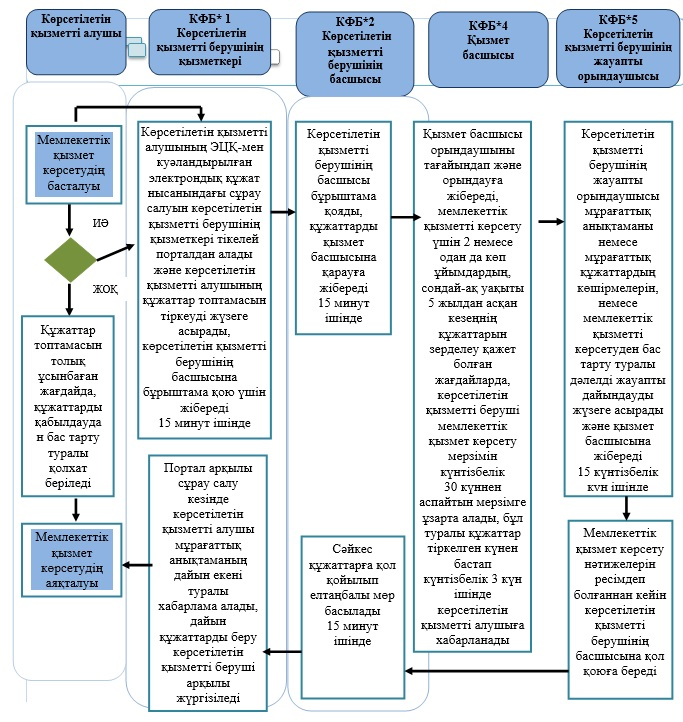 Көрсетілетін
қызметті алушы
КФБ* 1
Көрсетілетін
қызметті берушінің
қызметкері
КФБ*2
Көрсетілетін
қызметті
берушінің
басшысы
КФБ*4
Қызмет
басшысы
КФБ*5
Көрсетілетін
қызметті берушінің
жауапты
орындаушысы
Мемлекеттік
қызмет
көрсетудің
басталуы
ИӘ
ЖОҚ
Құжаттар
топтамасын
толық
ұсынбаған
жағдайда,
құжаттарды
қабылдауда
н бас тарту
туралы
қолхат
беріледі
Мемлекеттік
қызмет
көрсетудің
аяқталуы
Көрсетілетін қызметті
алушының ЭЦҚ-мен
куәландырылған
электрондық құжат
нысанындағы сұрау
салуын көрсетілетін
қызметті берушінің
қызметкері тікелей
порталдан алады
және көрсетілетін
қызметті алушының
құжаттар топтамасын
тіркеуді жүзеге
асырады,
көрсетілетін қызметті
берушінің
басшысына
бұрыштама қою үшін
жібереді
15 минут ішінде
Портал арқылы
сұрау салу
кезінде
көрсетілетін
қызметті алушы
мұрағаттық
анықтаманың
дайын екені
туралы
хабарлама алады,
дайын
құжаттарды беру
көрсетілетін
қызметті беруші
арқылы
жүргізіледі
Көрсетілетін
қызметті
берушінің
басшысы
бұрыштама
қояды,
құжаттарды
қызмет
басшысына
қарауға
жібереді
15 минут
ішінде
Сәйкес
құжаттарға қол
қойылып
елтаңбалы мөр
басылады
15 минут
ішінде
Қызмет басшысы
орындаушыны
тағайындап және
орындауға
жібереді,
мемлекеттік
қызметті көрсету
үшін 2 немесе
одан да көп
ұйымдардың,
сондай-ақ уақыты
5 жылдан асқан
кезеңнің
құжаттарын
зерделеу қажет
болған
жағдайларда,
көрсетілетін
қызметті беруші
мемлекеттік
қызмет көрсету
мерзімін
күнтізбелік
30 күннен
аспайтын мерзімге
ұзарта алады, бұл
туралы құжаттар
тіркелген күнен
бастап
күнтізбелік 3 күн
ішінде
көрсетілетін
қызметті алушыға
хабарланады
Көрсетілетін
қызметті
берушінің
жауапты
орындаушысы
мұрағаттық
анықтаманы
немесе
мұрағаттық
құжаттардың
көшірмелерін,
немесе
мемлекеттік
қызметті
көрсетуден бас
тарту туралы
дәлелді жауапты
дайындауды
жүзеге асырады
және қызмет
басшысына
жібереді
15 күнтізбелік
күн ішінде
Мемлекеттік
қызмет көрсету
нәтижелерін
ресімдеп
болғаннан кейін
көрсетілетін
қызметті
берушінің
басшысына қол
қоюға береді